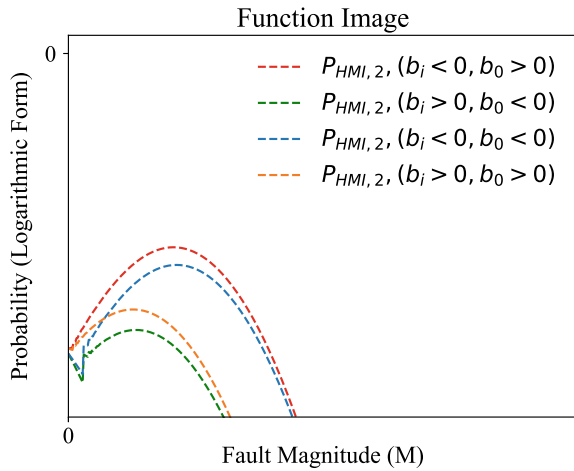 Function Image
0
Probability (Logarithmic Form)
P_{HMI, 2}, (b_i < 0, b_0 > 0)
P_{HMI, 2}, (b_i > 0, b_0 < 0)
P_{HMI, 2}, (b_i < 0, b_0 < 0)
P_{HMI, 2}, (b_i > 0, b_0 > 0)
0
Fault Magnitude (M)